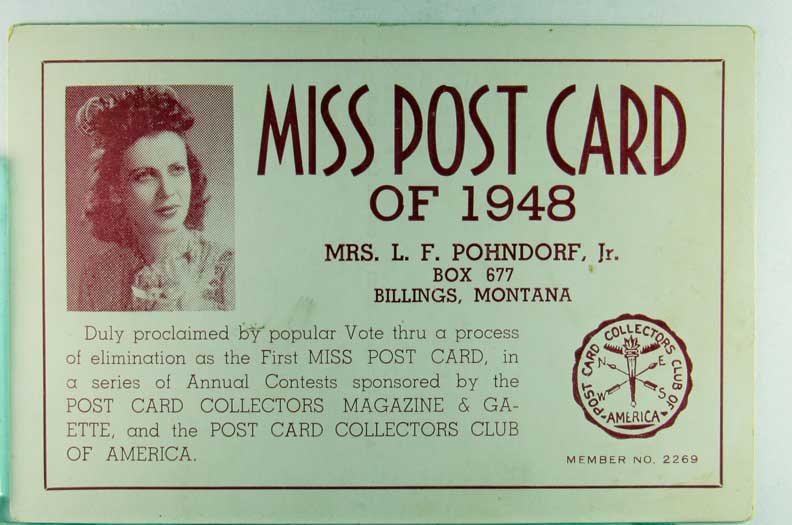 MISS POST CARD
OF 1948
MRS. L. F. POHNDORF, Jr.
BOX 677
BILLINGS, MONTANA
Duly proclaimed by popular Vote thru a process
of elimination as the First MISS POST CARD, in
a series of Annual Contests sponsored by the
POST CARD COLLECTORS MAGAZINE & GA-
ETTE, and the POST CARD COLLECTORS CLUB
OF AMERICA.
POST CARD COLLECTORS CLUB OF
N E
W S
AMERICA
MEMBER NO. 2269